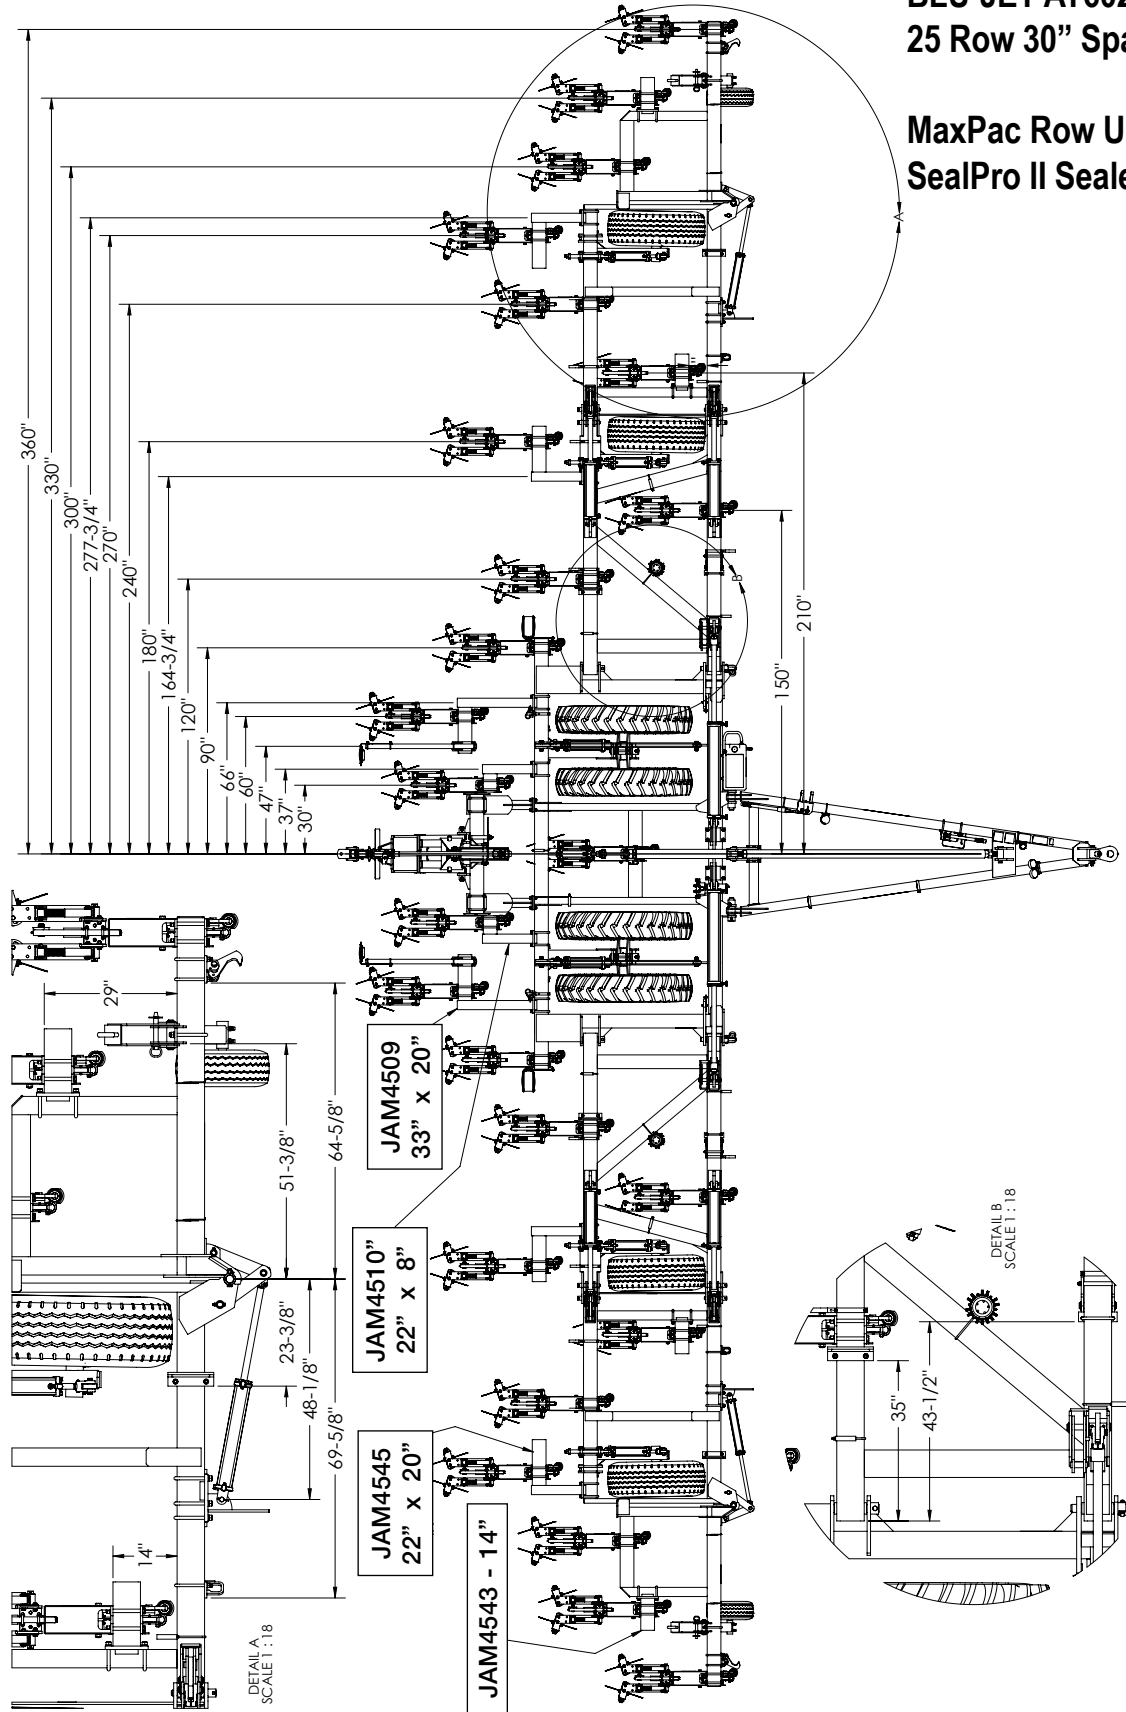 25 Row 30”
MaxPac Row
SealPro II
360"
330"
300"
277-3/4"
270"
240"
180"
164-3/4"
120"
90"
66"
60"
47"
37"
30"
210"
150"
A
B
29"
51-3/8"
64-5/8"
23-3/8"
48-1/8"
69-5/8"
14"
DETAIL A
SCALE 1 : 18
JAM4509
33” x 20”
JAM4510”
22” x 8”
JAM4545
22” x 20”
JAM4543 - 14”
35"
43-1/2"
DETAIL B
SCALE 1 : 18